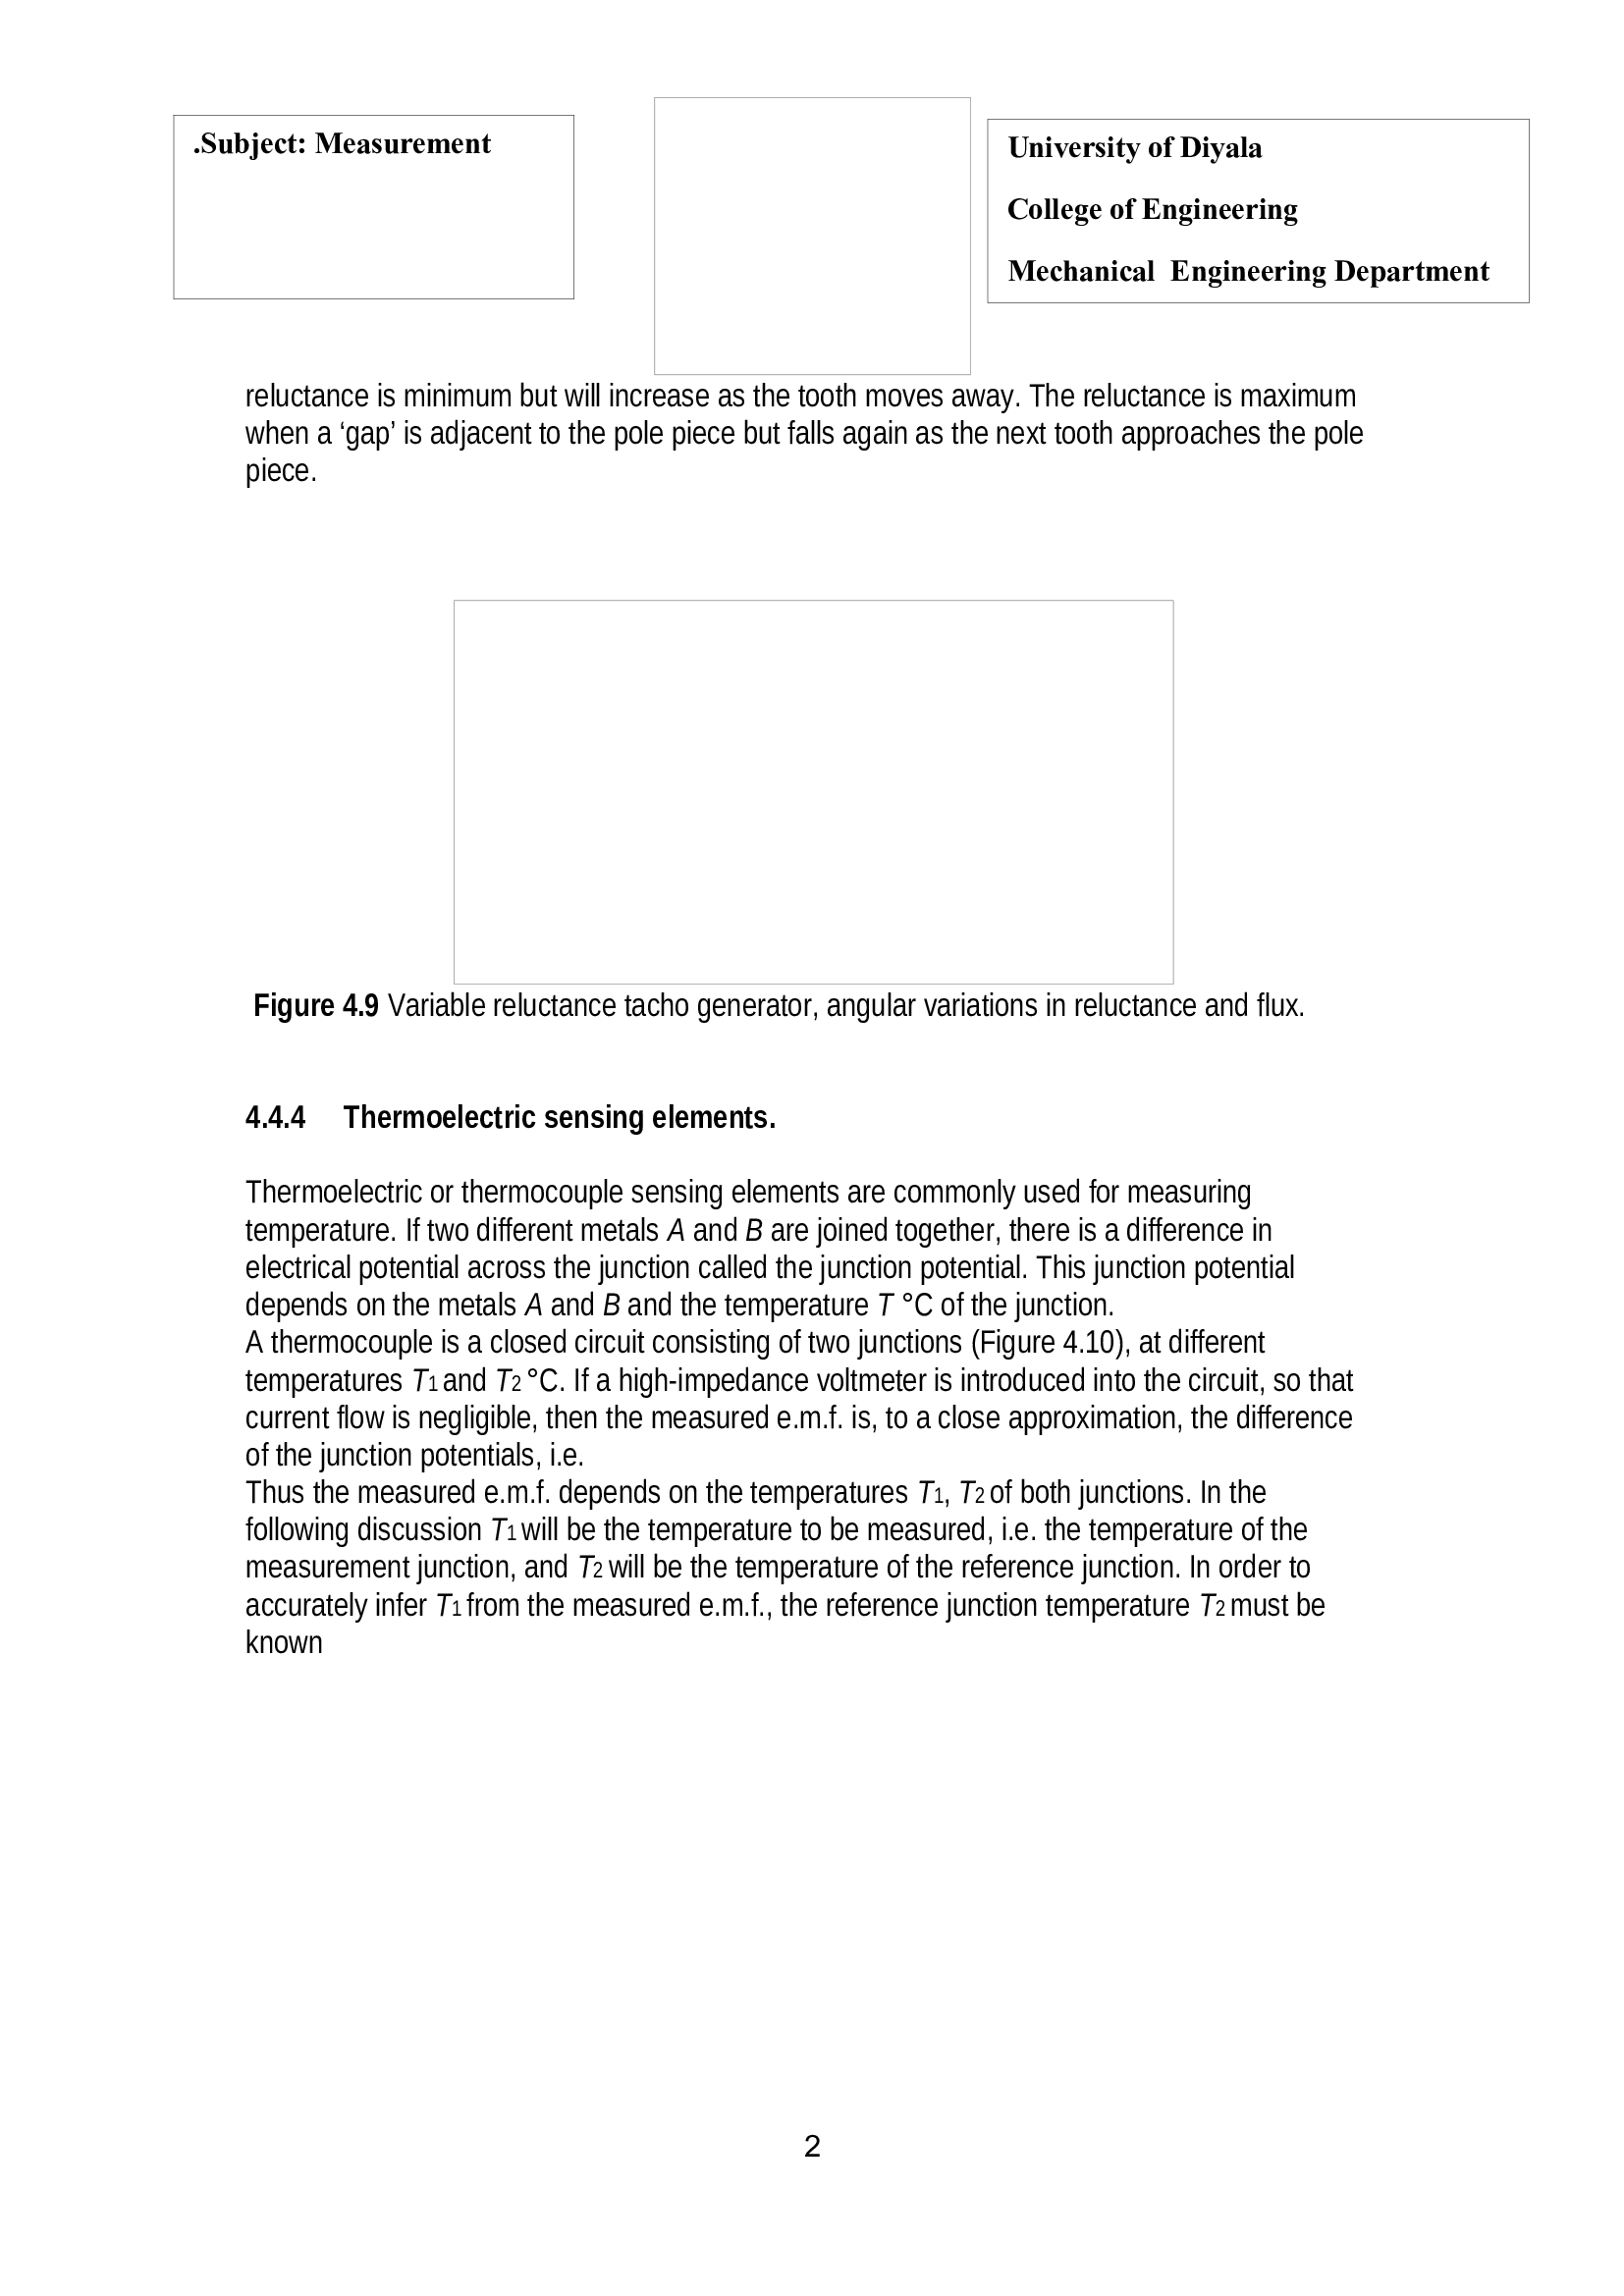 .Subject: Measurement
University of Diyala
College of Engineering
Mechanical  Engineering Department
reluctance is minimum but will increase as the tooth moves away. The reluctance is maximum
when a ‘gap’ is adjacent to the pole piece but falls again as the next tooth approaches the pole
piece.
Figure 4.9 Variable reluctance tacho generator, angular variations in reluctance and flux.
4.4.4 Thermoelectric sensing elements.
Thermoelectric or thermocouple sensing elements are commonly used for measuring
temperature. If two different metals A and B are joined together, there is a difference in
electrical potential across the junction called the junction potential. This junction potential
depends on the metals A and B and the temperature T °C of the junction.
A thermocouple is a closed circuit consisting of two junctions (Figure 4.10), at different
temperatures T1 and T2 °C. If a high-impedance voltmeter is introduced into the circuit, so that
current flow is negligible, then the measured e.m.f. is, to a close approximation, the difference
of the junction potentials, i.e.
Thus the measured e.m.f. depends on the temperatures T1, T2 of both junctions. In the
following discussion T1 will be the temperature to be measured, i.e. the temperature of the
measurement junction, and T2 will be the temperature of the reference junction. In order to
accurately infer T1 from the measured e.m.f., the reference junction temperature T2 must be
known
2